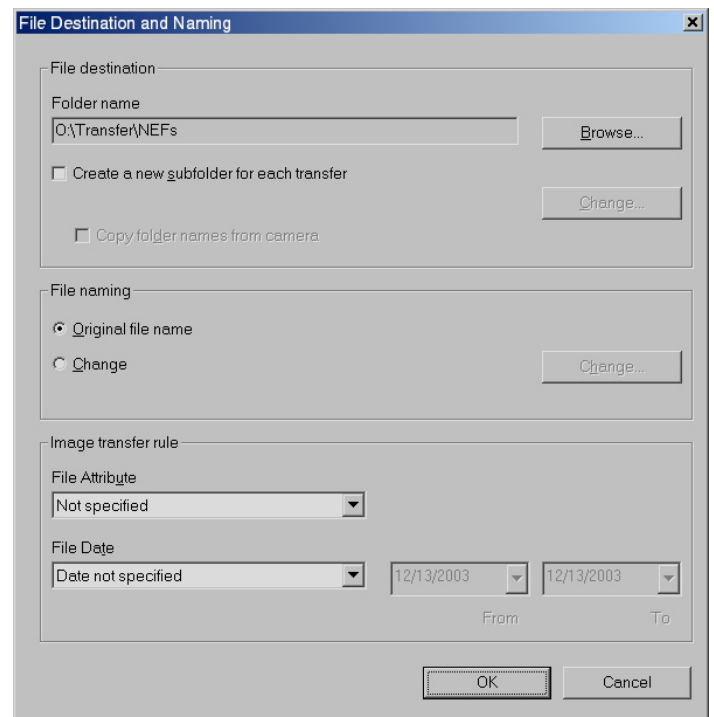 File Destination and Naming
File destination
Folder name
O:\Transfer\NEFs
Browse...
Create a new subfolder for each transfer
Change...
Copy folder names from camera
File naming
Original file name
Change
Change...
Image transfer rule
File Attribute
Not specified
File Date
Date not specified
12/13/2003
12/13/2003
From
To
OK
Cancel